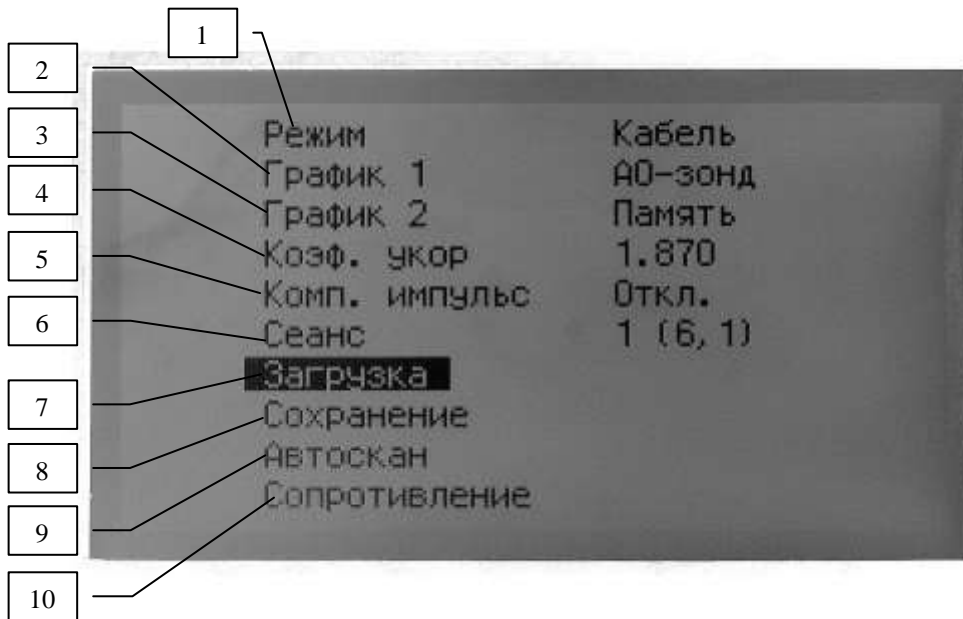 1
2
3
4
5
6
7
8
9
10
Режим Кабель
График 1 А0-зонд
График 2 Память
Коэф. укор 1.870
Комп. импульс Откл.
Сеанс 1 (6,1)
Загрузка
Сохранение
Автоскан
Сопротивление